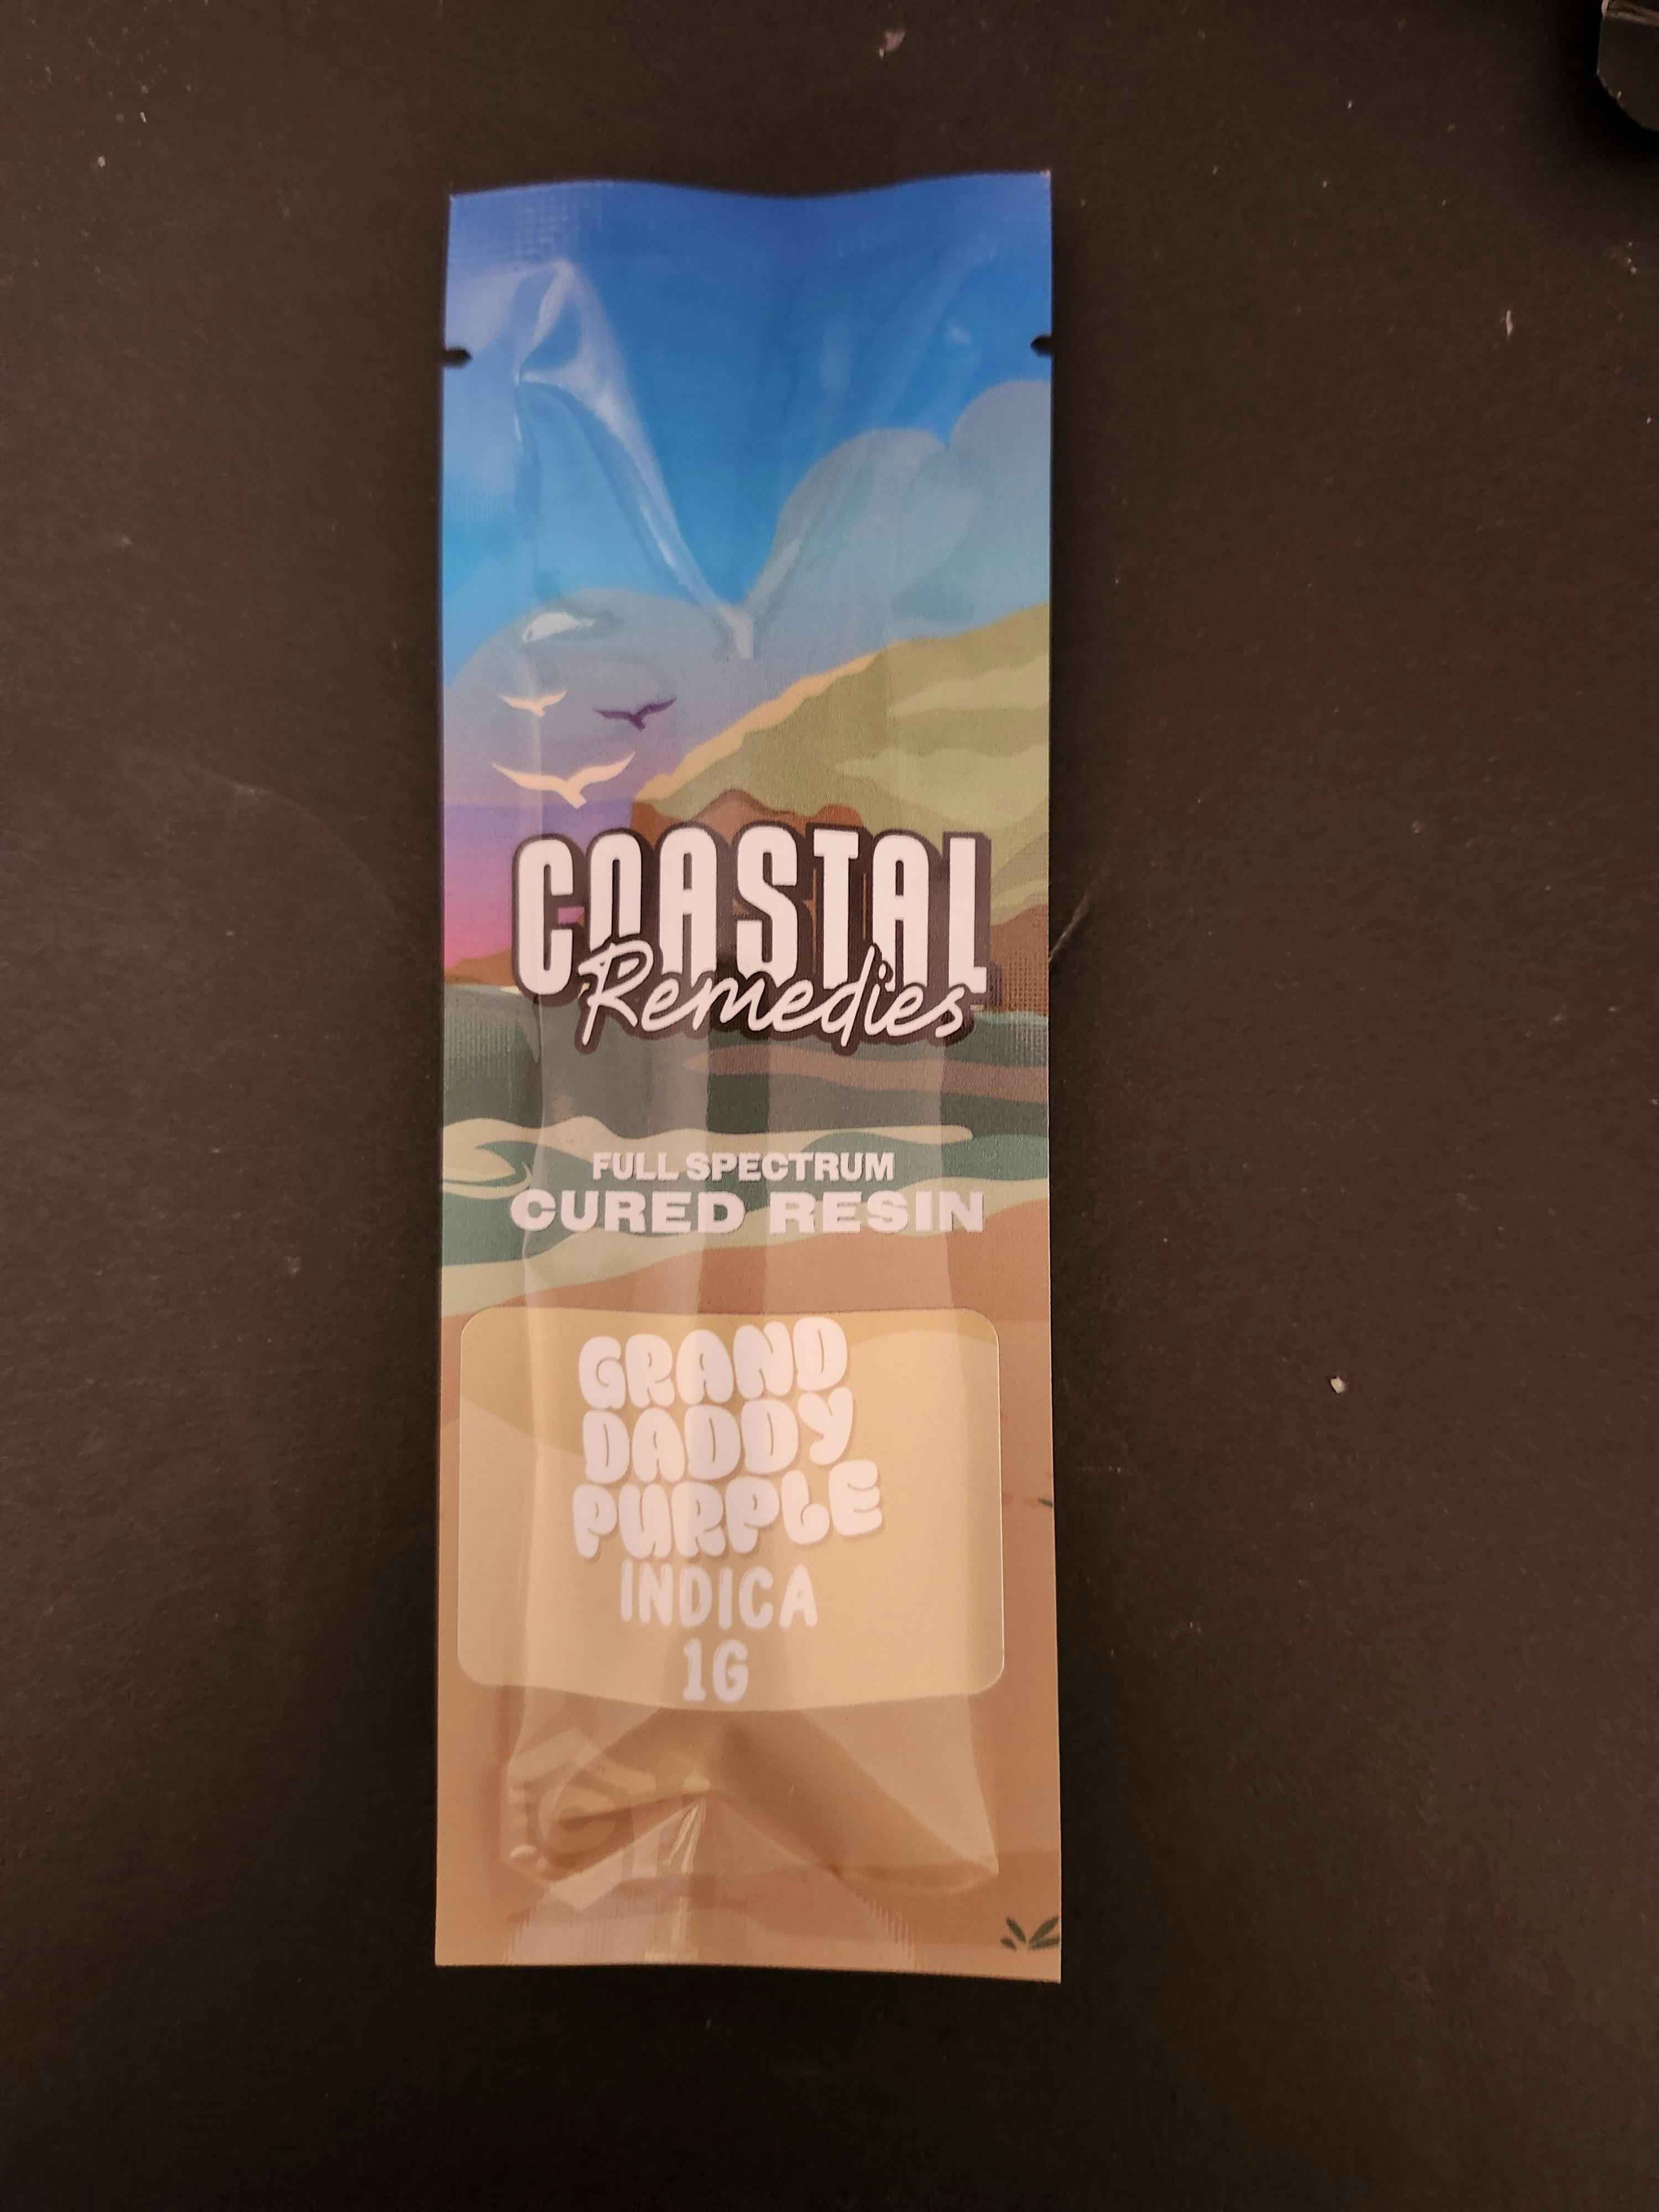 COASTAL
Remedies
FULL SPECTRUM
CURED RESIN
GRAND
DADDY
PURPLE
INDICA
1G